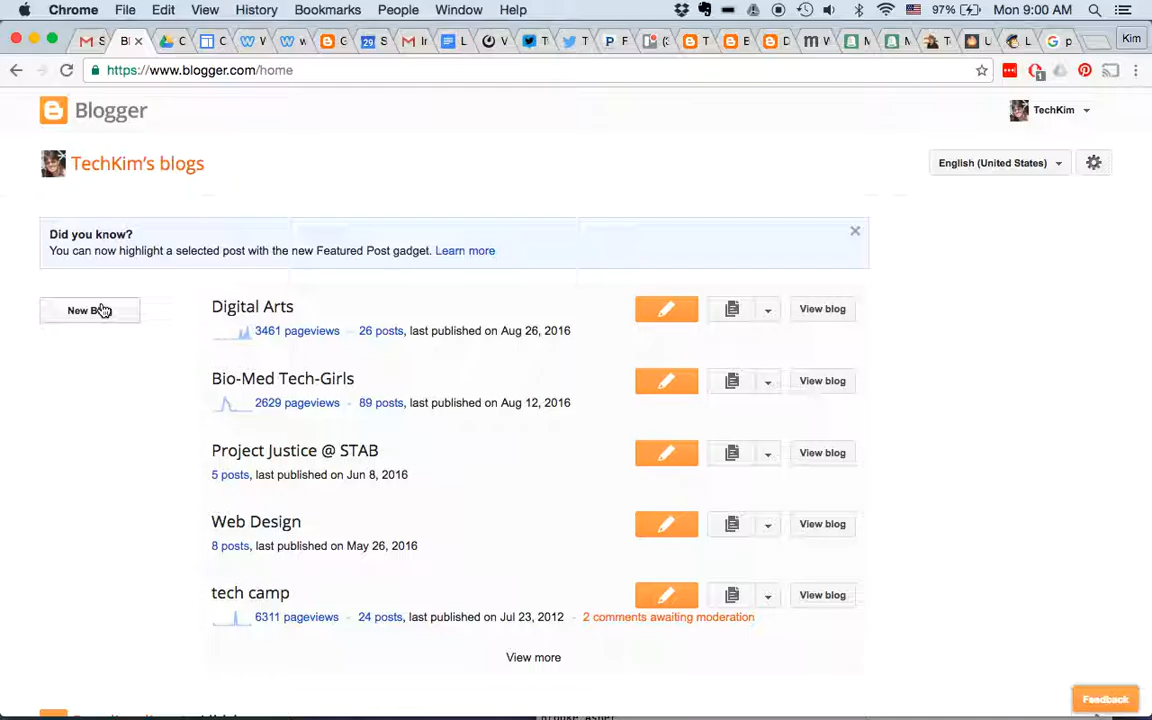 Chrome File Edit View History Bookmarks People Window Help 97% Mon 9:00 AM
Kim
https://www.blogger.com/home
Blogger TechKim
TechKim's blogs English (United States)
Did you know?
You can now highlight a selected post with the new Featured Post gadget. Learn more
New
Digital Arts View blog
3461 pageviews - 26 posts, last published on Aug 26, 2016
Bio-Med Tech-Girls View blog
2629 pageviews - 89 posts, last published on Aug 12, 2016
Project Justice @ STAB View blog
5 posts, last published on Jun 8, 2016
Web Design View blog
8 posts, last published on May 26, 2016
tech camp View blog
6311 pageviews - 24 posts, last published on Jul 23, 2012 - 2 comments awaiting moderation
View more
Feedback